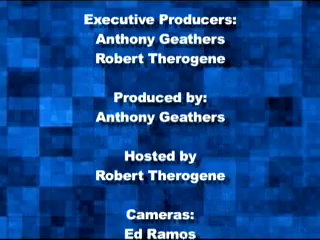 Executive Producers:
Anthony Geathers
Robert Therogene
Produced by:
Anthony Geathers
Hosted by
Robert Therogene
Cameras:
Ed Ramos